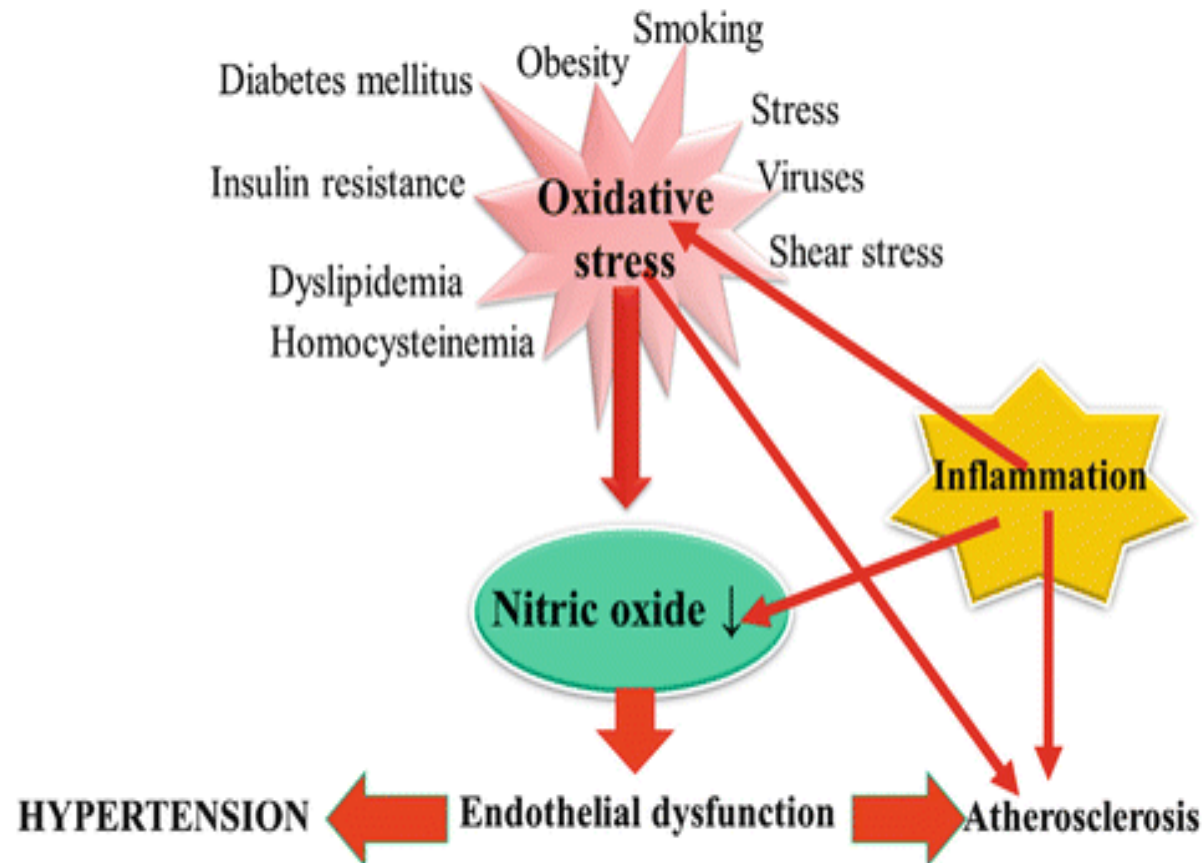 Smoking
Obesity
Diabetes mellitus
Stress
Viruses
Insulin resistance
Oxidative
stress
Shear stress
Dyslipidemia
Homocysteinemia
Inflammation
Nitric oxide ↓
HYPERTENSION
Endothelial dysfunction
Atherosclerosis